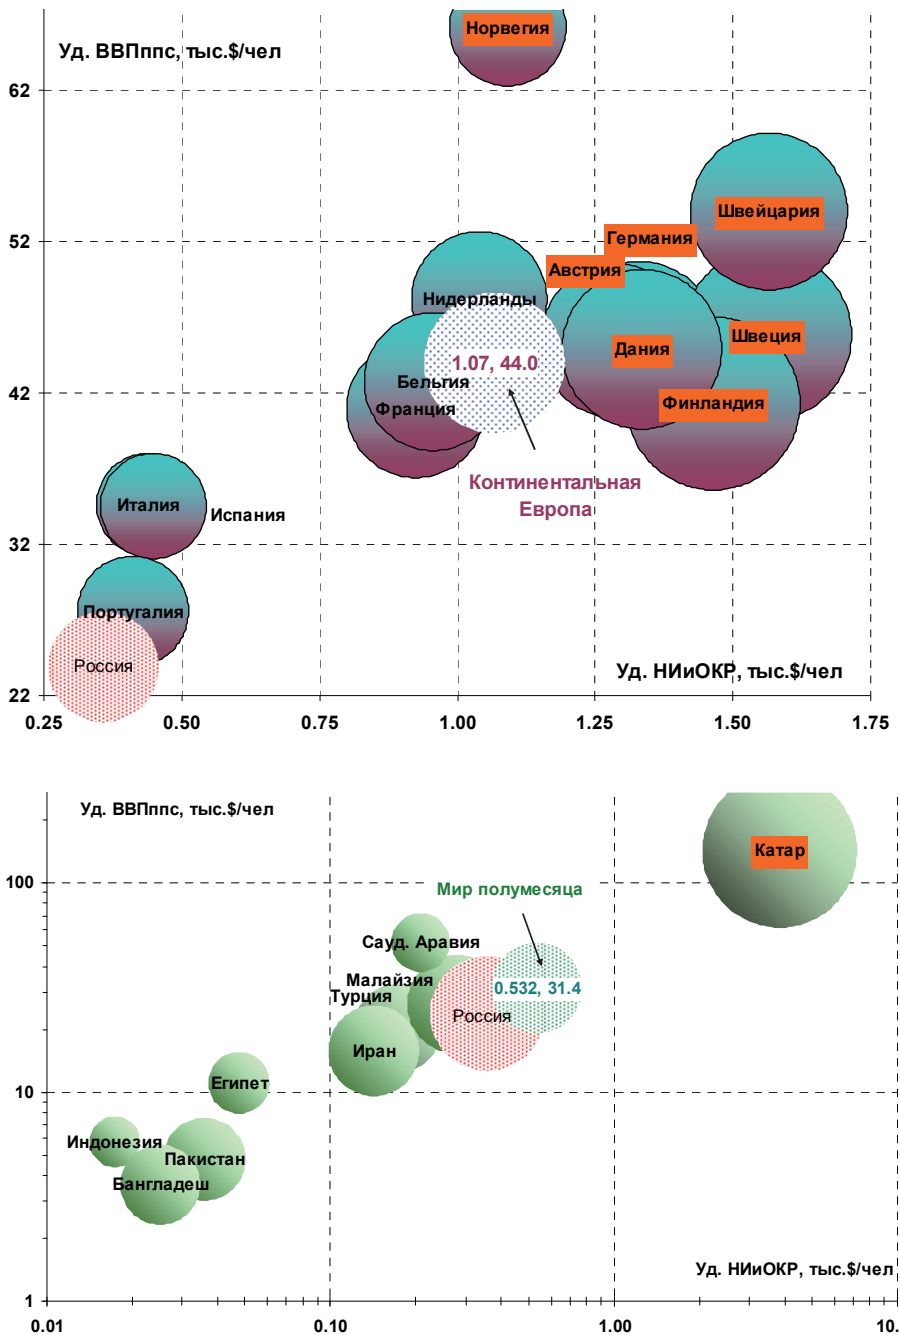 Норвегия
Уд. ВВПппс, тыс.$/чел
62
Швейцария
Германия
52
Австрия
Нидерланды
Швеция
Дания
1.07, 44.0
Бельгия
42
Финландия
Франция
Континентальная
Европа
Италия
Испания
32
Португалия
Россия
Уд. НИиОКР, тыс.$/чел
22
0.25
0.50
0.75
1.00
1.25
1.50
1.75
Уд. ВВПппс, тыс.$/чел
Катар
100
Мир полумесяца
Сауд. Аравия
Малайзия
0.532, 31.4
Турция
Россия
Иран
Египет
10
Индонезия
Пакистан
Бангладеш
Уд. НИиОКР, тыс.$/чел
1
0.01
0.10
1.00
10.